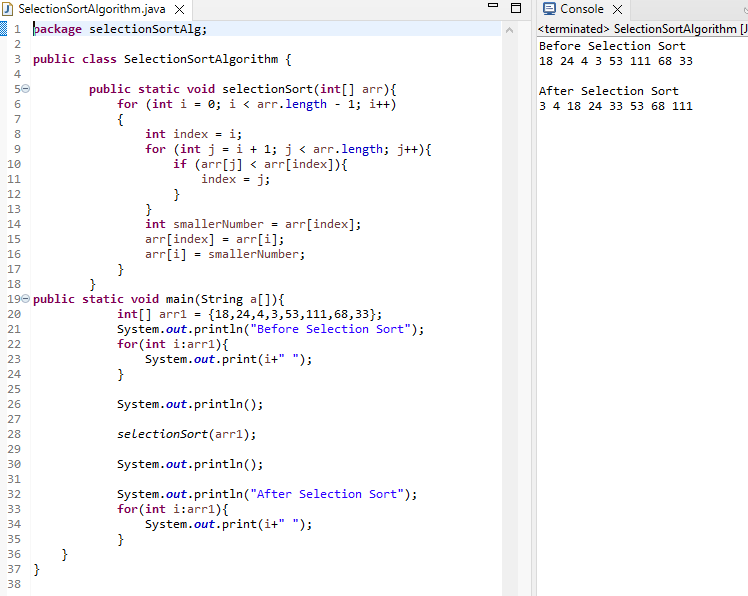 SelectionSortAlgorithm.java
1 package selectionSortAlg;
2
3 public class SelectionSortAlgorithm {
4
5 public static void selectionSort(int[] arr){
6 for (int i = 0; i < arr.length - 1; i++)
7 {
8 int index = i;
9 for (int j = i + 1; j < arr.length; j++){
10 if (arr[j] < arr[index]){
11 index = j;
12 }
13 }
14 int smallerNumber = arr[index];
15 arr[index] = arr[i];
16 arr[i] = smallerNumber;
17 }
18 }
19 public static void main(String a[]){
20 int[] arr1 = {18,24,4,3,53,111,68,33};
21 System.out.println("Before Selection Sort");
22 for(int i:arr1){
23 System.out.print(i+" ");
24 }
25
26 System.out.println();
27
28 selectionSort(arr1);
29
30 System.out.println();
31
32 System.out.println("After Selection Sort");
33 for(int i:arr1){
34 System.out.print(i+" ");
35 }
36 }
37 }
38
Console
<terminated> SelectionSortAlgorithm [J
Before Selection Sort
18 24 4 3 53 111 68 33
After Selection Sort
3 4 18 24 33 53 68 111